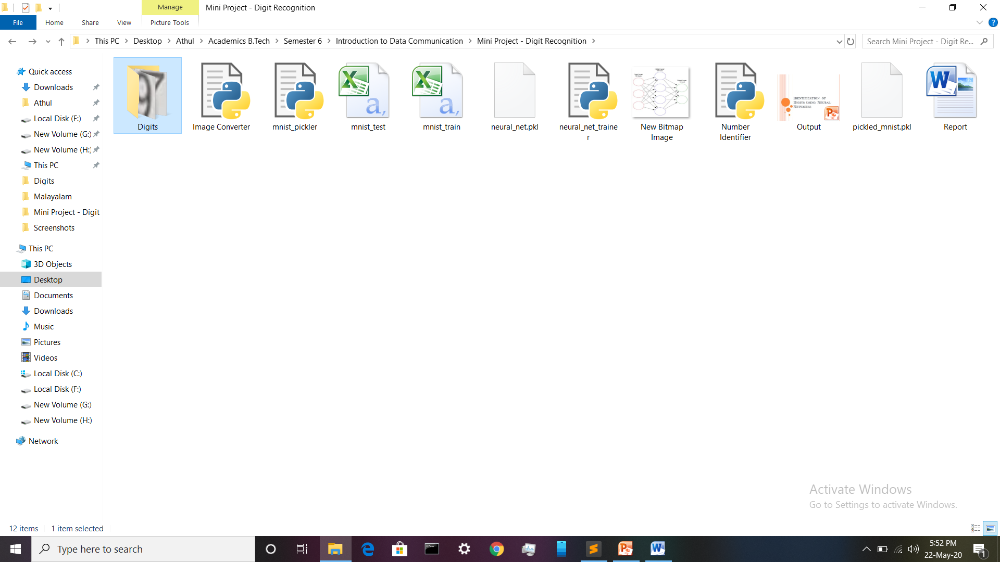 Manage
Mini Project - Digit Recognition
File
Home
Share
View
Picture Tools
This PC
Desktop
Athul
Academics B.Tech
Semester 6
Introduction to Data Communication
Mini Project - Digit Recognition
Search Mini Project - Digit Re...
Quick access
Downloads
Athul
Local Disk (F:)
New Volume (G:)
New Volume (H:)
This PC
Digits
Malayalam
Mini Project - Digit
Screenshots
This PC
3D Objects
Desktop
Documents
Downloads
Music
Pictures
Videos
Local Disk (C:)
Local Disk (F:)
New Volume (G:)
New Volume (H:)
Network
Digits
Image Converter
mnist_pickler
mnist_test
mnist_train
neural_net.pkl
neural_net_traine
r
New Bitmap
Image
Number
Identifier
Identification of
Digits using Neural
Networks
Output
pickled_mnist.pkl
Report
Activate Windows
Go to Settings to activate Windows.
12 items
1 item selected
Type here to search
5:52 PM
22-May-20
1